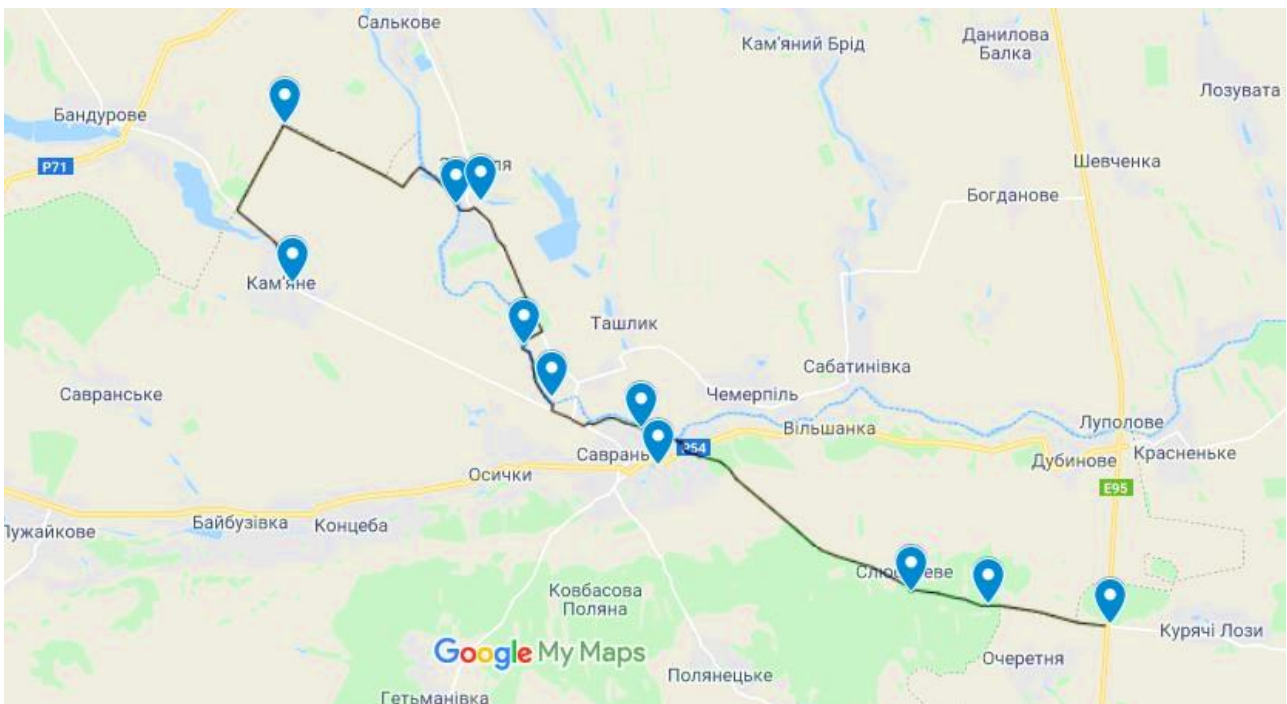 Салькове
Кам'яний Брід
Данилова
Балка
Лозувата
Бандурове
P71
Шевченка
Богданове
Кам'яне
Ташлик
Сабатинівка
Савранське
Чемерпіль
Вільшанка
Луполове
Красненьке
Дубинове
Саврань
P54
Осички
E95
Байбузівка
Концеба
Ковбасова
Поляна
Курячі Лози
Очеретня
Полянецьке
Google My Maps
Гетьманівка